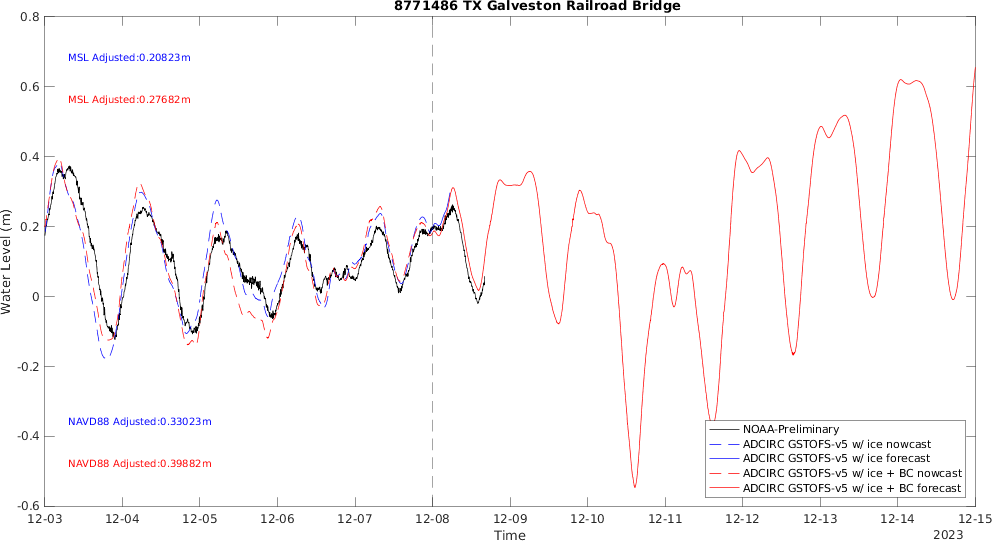 8771486 TX Galveston Railroad Bridge
MSL Adjusted:0.20823m
MSL Adjusted:0.27682m
NAVD88 Adjusted:0.33023m
NAVD88 Adjusted:0.39882m
Water Level (m)
0.8
0.6
0.4
0.2
0
-0.2
-0.4
-0.6
NOAA-Preliminary
ADCIRC GSTOFS-v5 w/ ice nowcast
ADCIRC GSTOFS-v5 w/ ice forecast
ADCIRC GSTOFS-v5 w/ ice + BC nowcast
ADCIRC GSTOFS-v5 w/ ice + BC forecast
12-03 12-04 12-05 12-06 12-07 12-08 12-09 12-10 12-11 12-12 12-13 12-14 12-15
Time
2023